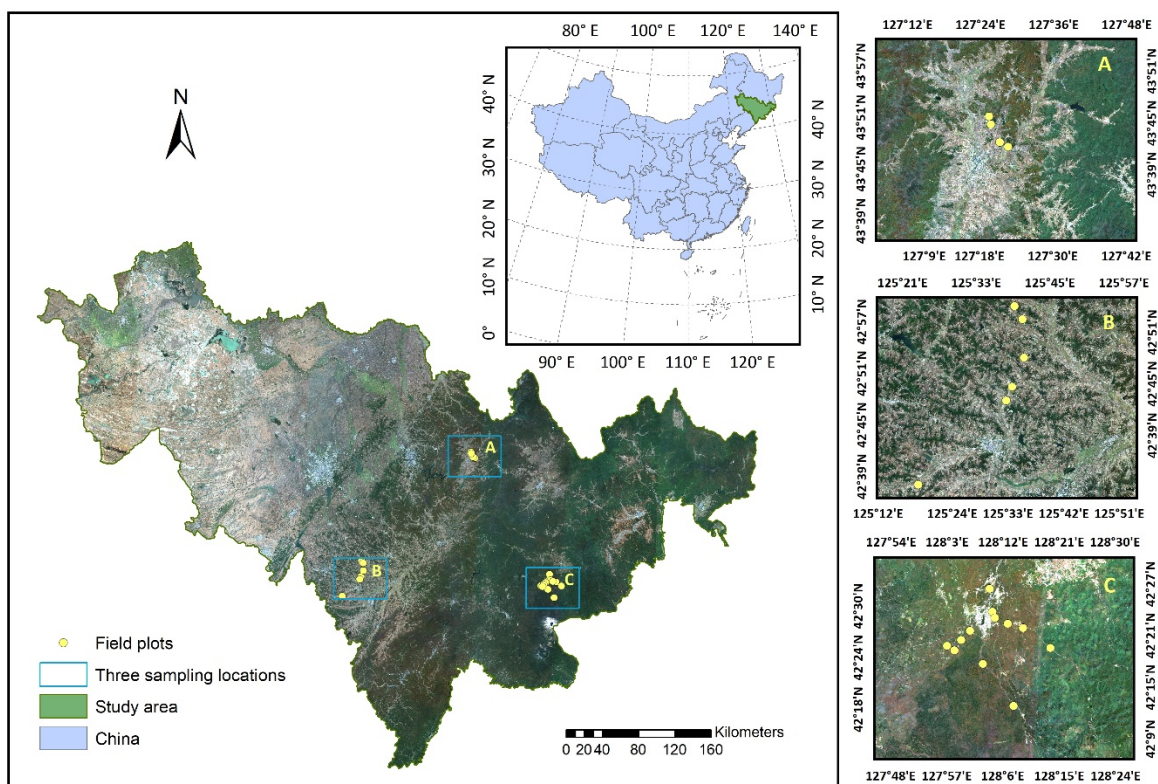 N
80° E 100° E 120° E 140° E
40° N
30° N
20° N
10° N
0°
40° N
30° N
20° N
10° N
90° E 100° E 110° E 120° E
A
B
C
Field plots
Three sampling locations
Study area
China
0 20 40 80 120 160 Kilometers
127°12'E 127°24'E 127°36'E 127°48'E
43°57'N
43°51'N
43°45'N
43°39'N
A
43°51'N
43°45'N
43°39'N
127°9'E 127°18'E 127°30'E 127°42'E
125°21'E 125°33'E 125°45'E 125°57'E
42°57'N
42°51'N
42°45'N
42°39'N
B
42°51'N
42°45'N
42°39'N
125°12'E 125°24'E 125°33'E 125°42'E 125°51'E
127°54'E 128°3'E 128°12'E 128°21'E 128°30'E
42°30'N
42°24'N
42°18'N
C
42°27'N
42°21'N
42°15'N
42°9'N
127°48'E 127°57'E 128°6'E 128°15'E 128°24'E